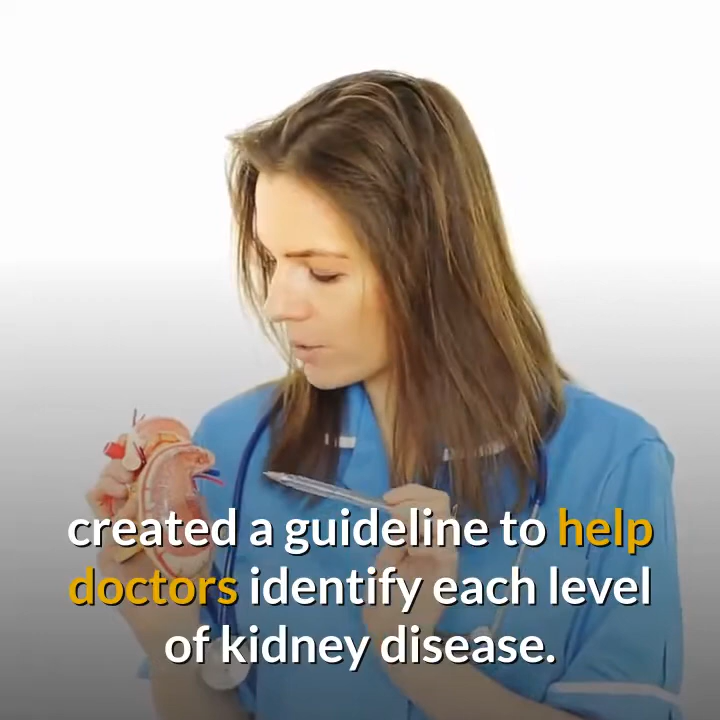 created a guideline to help
doctors identify each level
of kidney disease.